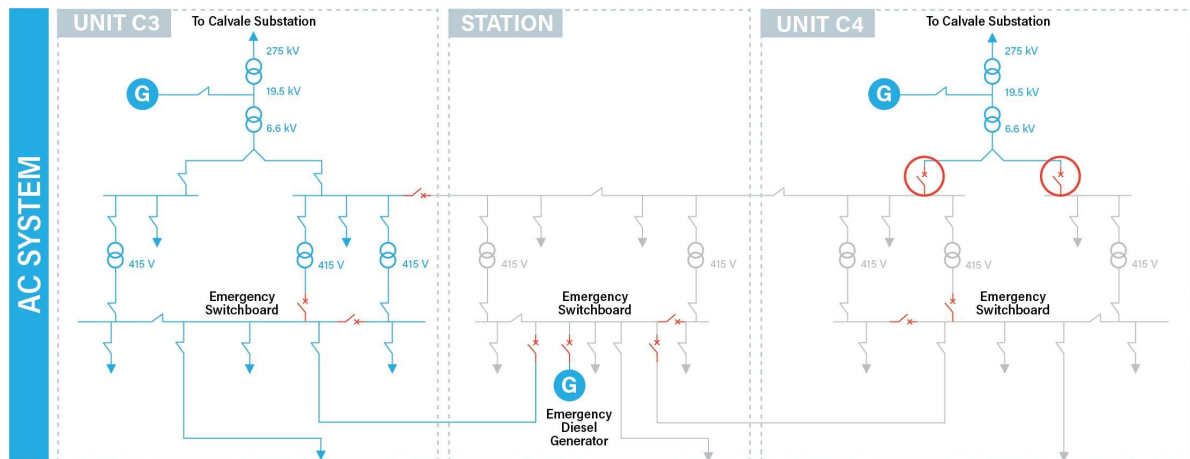 AC SYSTEM
UNIT C3
STATION
UNIT C4
To Calvale Substation
To Calvale Substation
275 kV
275 kV
G
19.5 kV
G
19.5 kV
6.6 kV
6.6 kV
415 V
415 V
415 V
415 V
415 V
415 V
415 V
415 V
Emergency
Switchboard
Emergency
Switchboard
Emergency
Switchboard
G
Emergency
Diesel
Generator